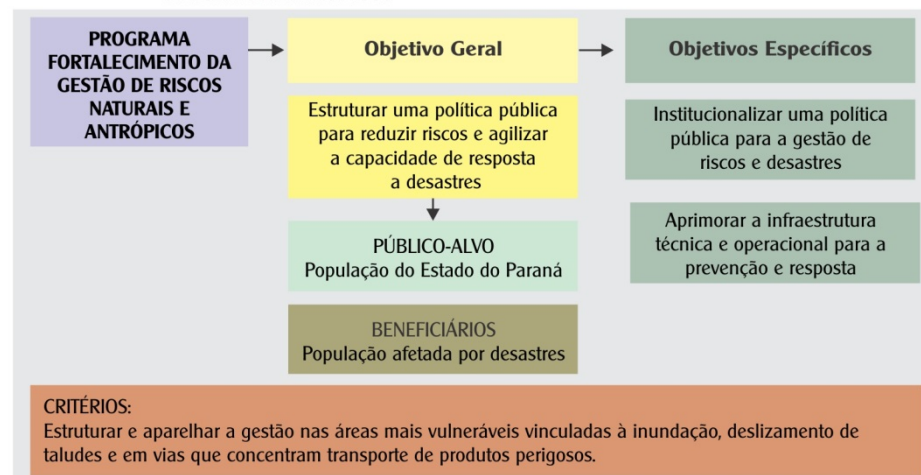 PROGRAMA
FORTALECIMENTO DA
GESTÃO DE RISCOS
NATURAIS E
ANTRÓPICOS
Objetivo Geral
Estruturar uma política pública
para reduzir riscos e agilizar
a capacidade de resposta
a desastres
PÚBLICO-ALVO
População do Estado do Paraná
BENEFICIÁRIOS
População afetada por desastres
Objetivos Específicos
Institucionalizar uma política
pública para a gestão de
riscos e desastres
Aprimorar a infraestrutura
técnica e operacional para a
prevenção e resposta
CRITÉRIOS:
Estruturar e aparelhar a gestão nas áreas mais vulneráveis vinculadas à inundação, deslizamento de
taludes e em vias que concentram transporte de produtos perigosos.